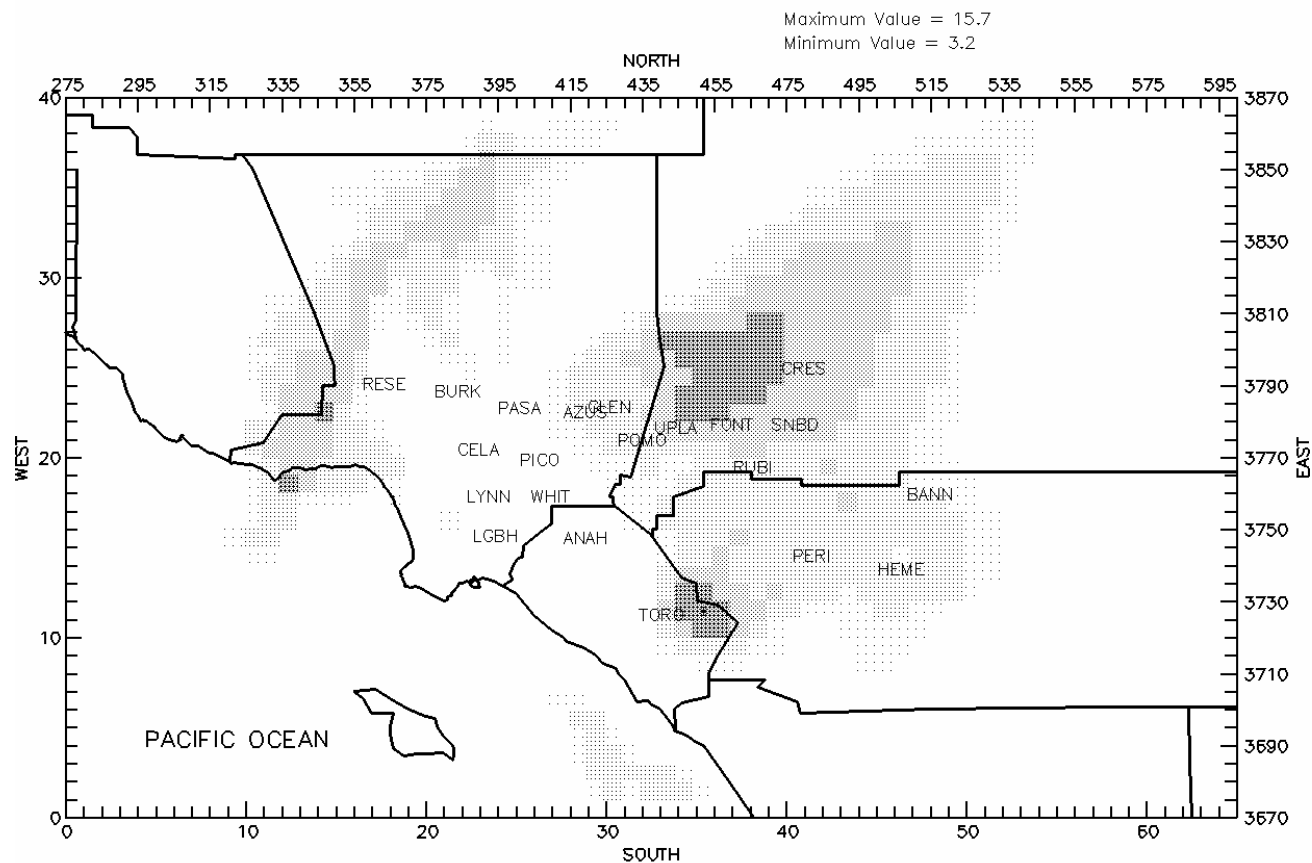 Maximum Value = 15.7
Minimum Value = 3.2
NORTH
275 295 315 335 355 375 395 415 435 455 475 495 515 535 555 575 595
40 3870
3850
30 3830
3810
RESE BURK CRES 3790
PASA AZUS GLEN
CELA POMO UPLA FONT SNBD
WEST 20 PICO RUBI 3770 EAST
LYNN WHIT BANN
LGBH ANAH 3750
PERI HEME
TORO 3730
10
3710
PACIFIC OCEAN 3690
0 3670
0 10 20 30 40 50 60
SOUTH